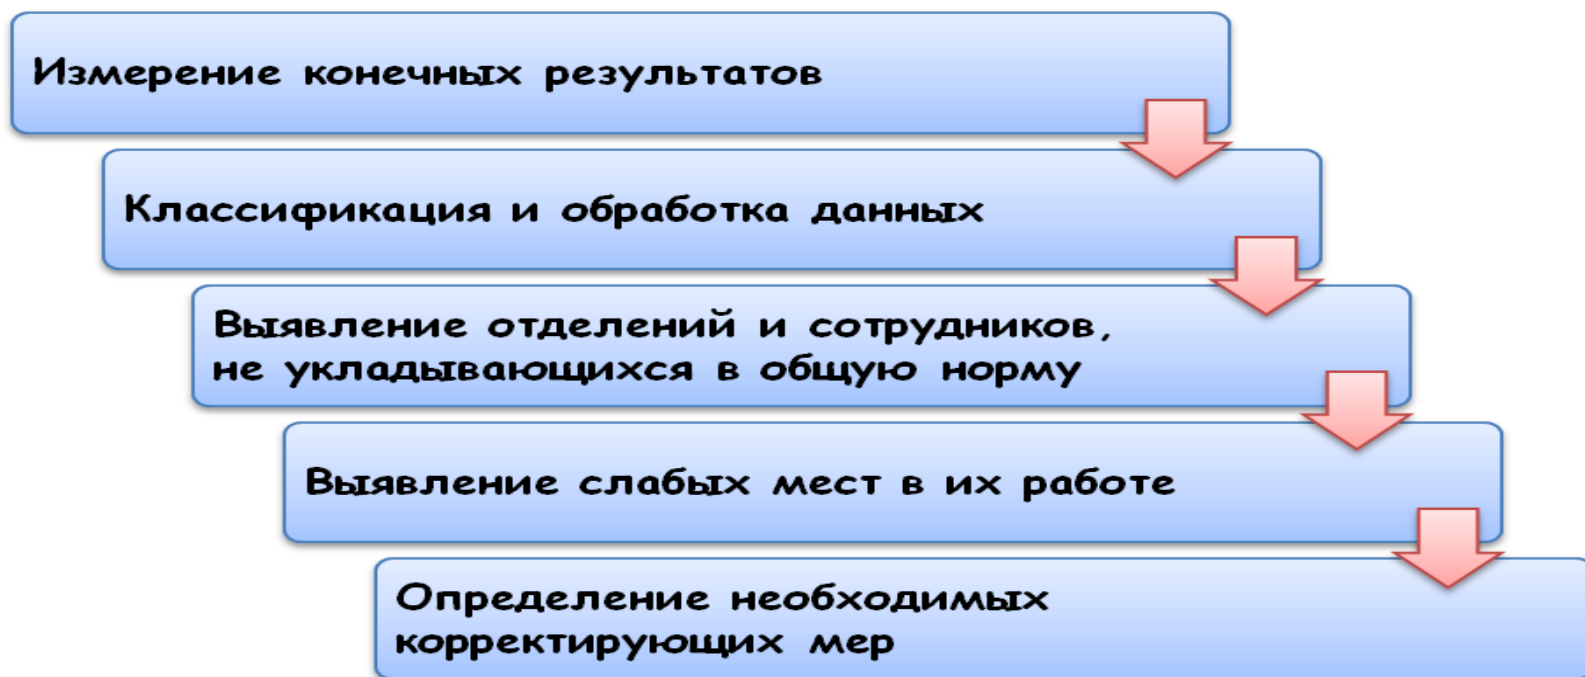 Измерение конечных результатов
Классификация и обработка данных
Выявление отделений и сотрудников,
не укладывающихся в общую норму
Выявление слабых мест в их работе
Определение необходимых
корректирующих мер